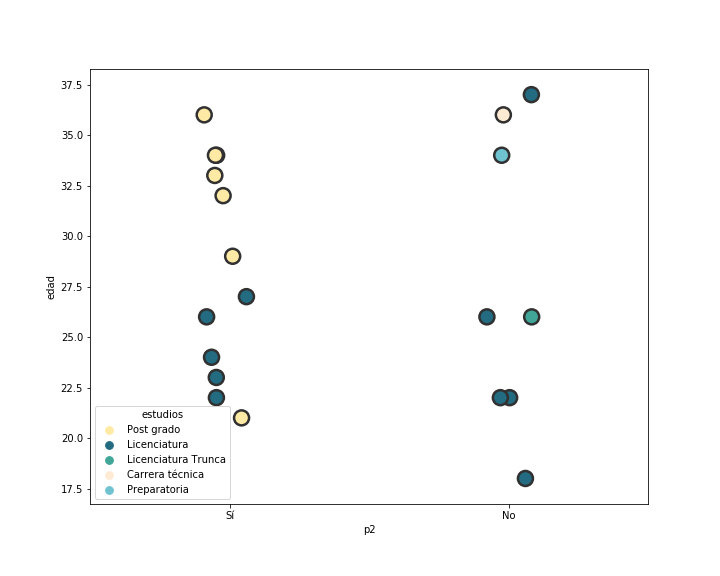 37.5
35.0
32.5
30.0
27.5
25.0
22.5
20.0
17.5
edad
estudios
Post grado
Licenciatura
Licenciatura Trunca
Carrera técnica
Preparatoria
Sí
No
p2